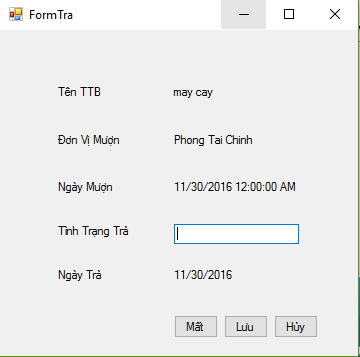 FormTra
Tên TTB may cay
Đơn Vị Mượn Phong Tai Chinh
Ngày Mượn 11/30/2016 12:00:00 AM
Tình Trạng Trả
Ngày Trả 11/30/2016
Mất Lưu Hủy